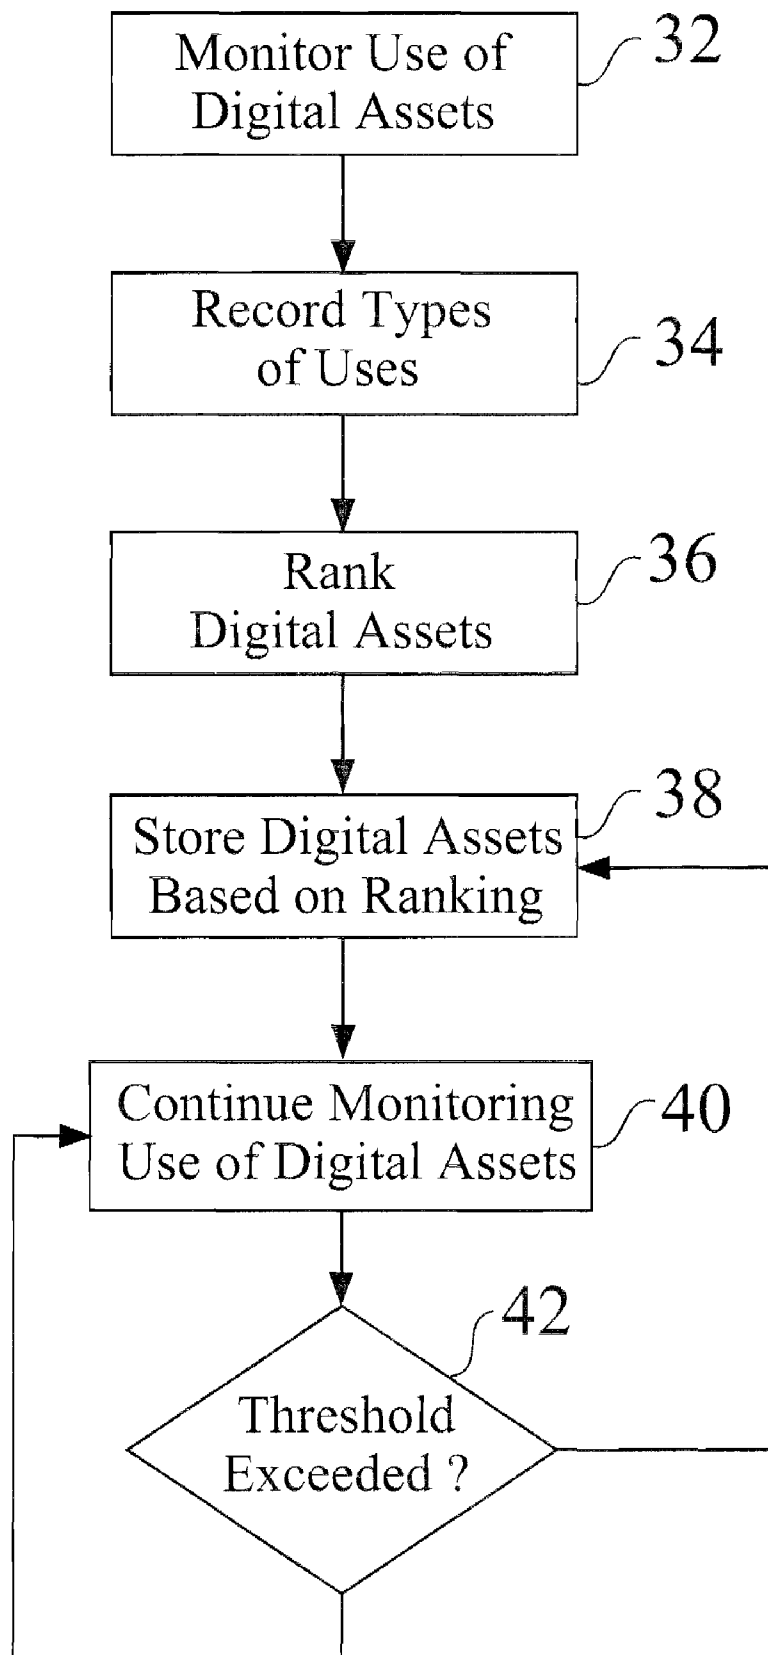 Monitor Use of
Digital Assets
32
Record Types
of Uses
34
Rank
Digital Assets
36
Store Digital Assets
Based on Ranking
38
Continue Monitoring
Use of Digital Assets
40
42
Threshold
Exceeded ?